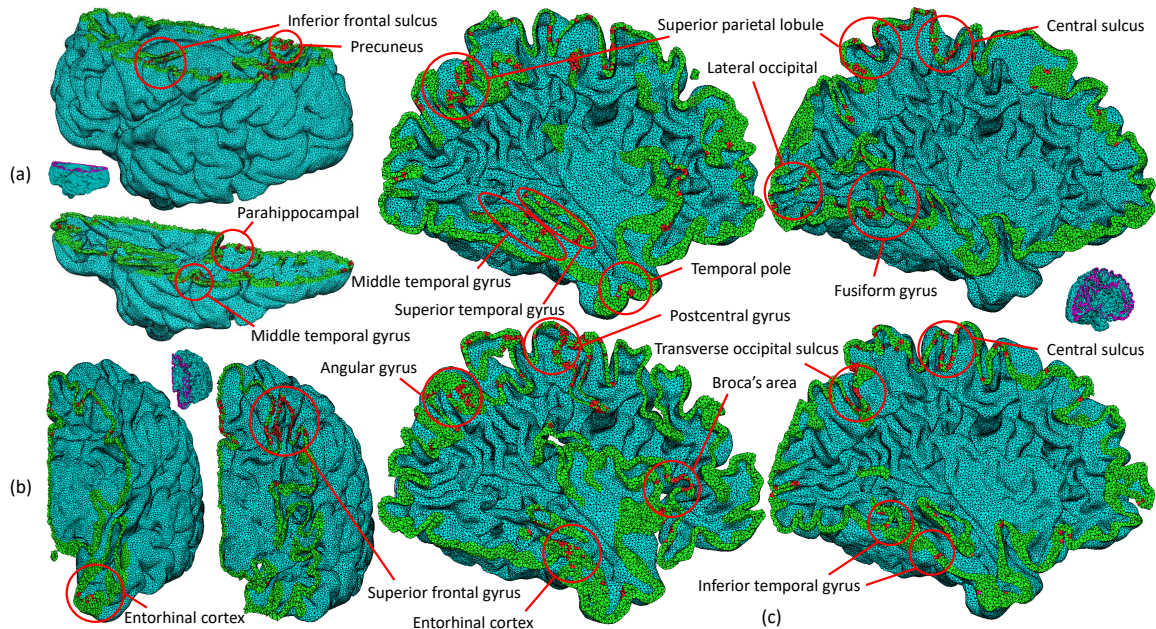 Inferior frontal sulcus
Precuneus
Superior parietal lobule
Central sulcus
Lateral occipital
(a)
Parahippocampal
Middle temporal gyrus
Superior temporal gyrus
Temporal pole
Fusiform gyrus
Middle temporal gyrus
Postcentral gyrus
Angular gyrus
Transverse occipital sulcus
Central sulcus
Broca's area
(b)
Superior frontal gyrus
Inferior temporal gyrus
Entorhinal cortex
Entorhinal cortex
(c)